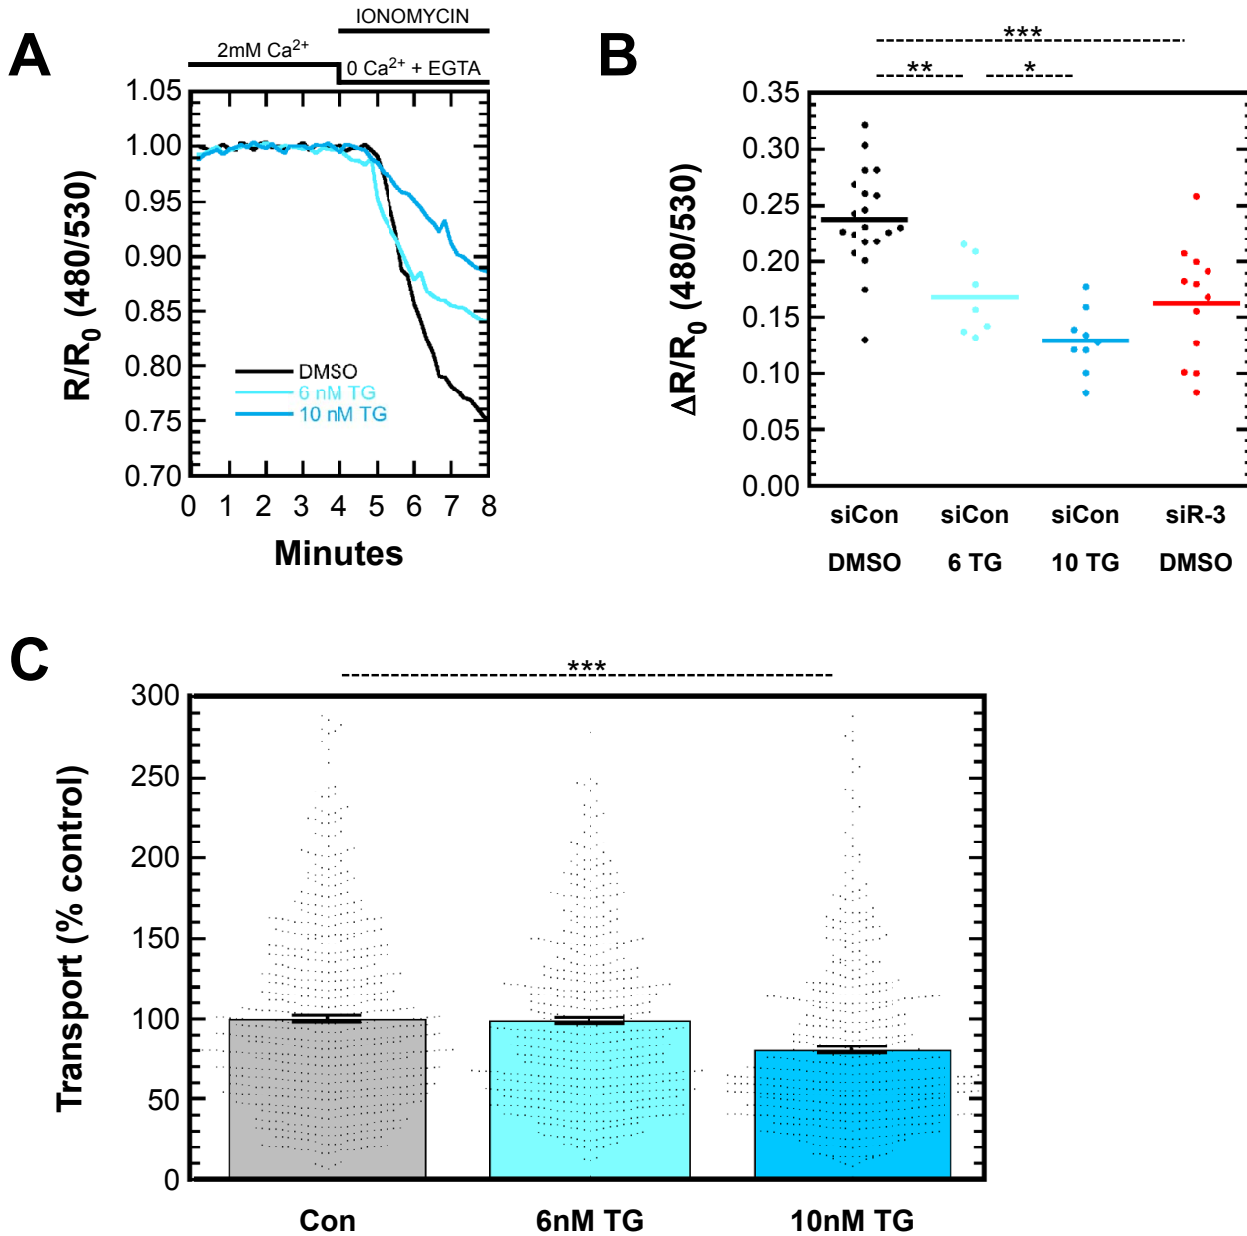 A
IONOMYCIN
2mM Ca²⁺
0 Ca²⁺ + EGTA
1.05
1.00
0.95
0.90
0.85
0.80
0.75
0.70
R/R₀ (480/530)
DMSO
6 nM TG
10 nM TG
0 1 2 3 4 5 6 7 8
Minutes
B
***
** *
0.35
0.30
0.25
0.20
0.15
0.10
0.05
0.00
ΔR/R₀ (480/530)
siCon siCon siCon siR-3
DMSO 6 TG 10 TG DMSO
C
***
300
250
200
150
100
50
0
Transport (% control)
Con 6nM TG 10nM TG